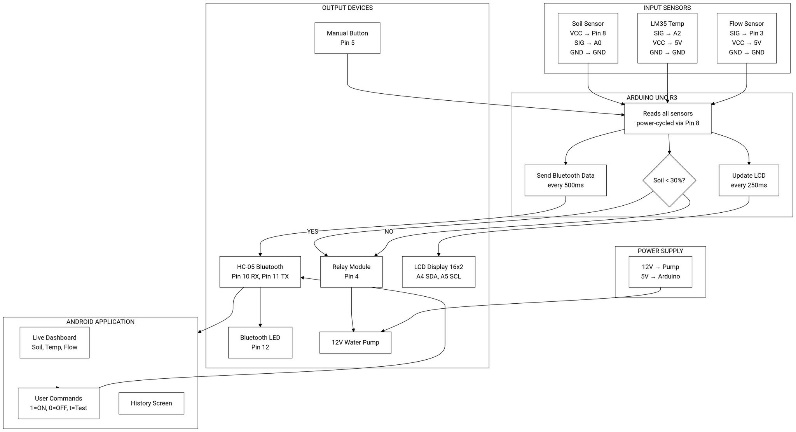 OUTPUT DEVICES
INPUT SENSORS
Manual Button
Pin 5
Soil Sensor
VCC → Pin 8
SIG → A0
GND → GND
LM35 Temp
SIG → A2
VCC → 5V
GND → GND
Flow Sensor
SIG → Pin 3
VCC → 5V
GND → GND
ARDUINO UNO R3
Reads all sensors
power-cycled via Pin 8
Send Bluetooth Data
every 500ms
Soil < 30%?
Update LCD
every 250ms
YES
NO
HC-05 Bluetooth
Pin 10 RX, Pin 11 TX
Relay Module
Pin 4
LCD Display 16x2
A4 SDA, A5 SCL
POWER SUPPLY
12V → Pump
5V → Arduino
ANDROID APPLICATION
Live Dashboard
Soil, Temp, Flow
Bluetooth LED
Pin 12
12V Water Pump
User Commands
1=ON, 0=OFF, t=Test
History Screen